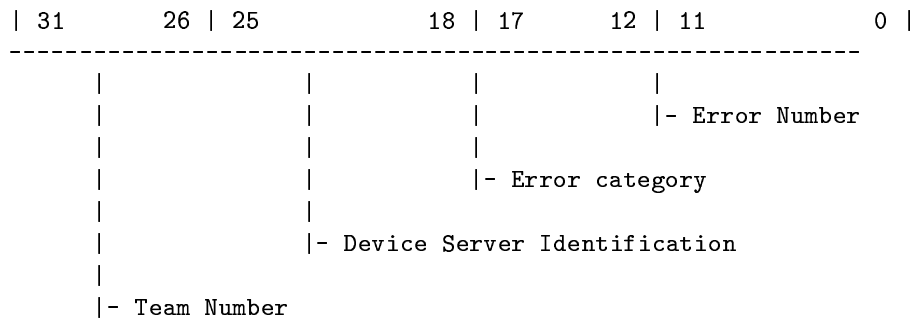 | 31 26 | 25 18 | 17 12 | 11 0 |
-------------------------------------------------------------
| | | |
| | | |- Error Number
| | |
| | |- Error category
| |
| |- Device Server Identification
|
|- Team Number